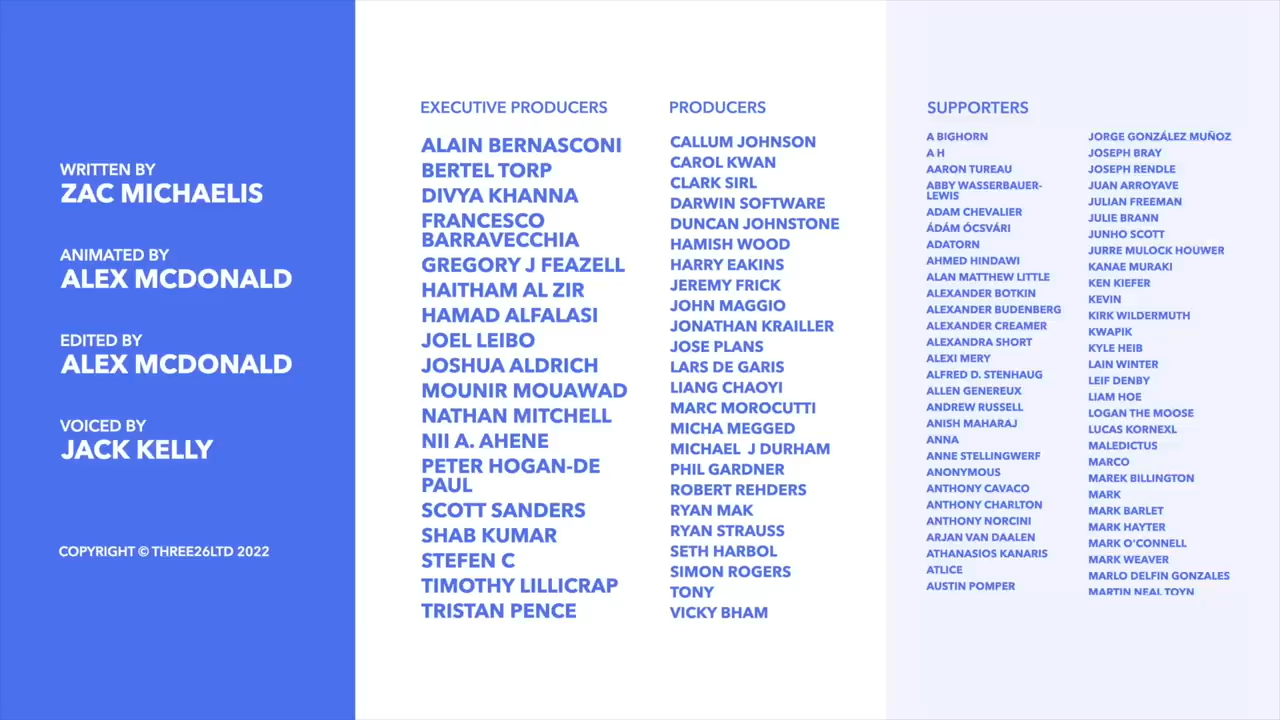 WRITTEN BY
ZAC MICHAELIS
ANIMATED BY
ALEX MCDONALD
EDITED BY
ALEX MCDONALD
VOICED BY
JACK KELLY
COPYRIGHT © THREE26LTD 2022
EXECUTIVE PRODUCERS
ALAIN BERNASCONI
BERTEL TORP
DIVYA KHANNA
FRANCESCO
BARRAVECCHIA
GREGORY J FEAZELL
HAITHAM AL ZIR
HAMAD ALFALASI
JOEL LEIBO
JOSHUA ALDRICH
MOUNIR MOUAWAD
NATHAN MITCHELL
NII A. AHENE
PETER HOGAN-DE
PAUL
SCOTT SANDERS
SHAB KUMAR
STEFEN C
TIMOTHY LILLICRAP
TRISTAN PENCE
PRODUCERS
CALLUM JOHNSON
CAROL KWAN
CLARK SIRL
DARWIN SOFTWARE
DUNCAN JOHNSTONE
HAMISH WOOD
HARRY EAKINS
JEREMY FRICK
JOHN MAGGIO
JONATHAN KRAILLER
JOSE PLANS
LARS DE GARIS
LIANG CHAOYI
MARC MOROCUTTI
MICHA MEGGED
MICHAEL J DURHAM
PHIL GARDNER
ROBERT REHDERS
RYAN MAK
RYAN STRAUSS
SETH HARBOL
SIMON ROGERS
TONY
VICKY BHAM
SUPPORTERS
A BIGHORN
A H
AARON TUREAU
ABBY WASSERBAUER-
LEWIS
ADAM CHEVALIER
ÁDÁM ÓCSVÁRI
ADATORN
AHMED HINDAWI
ALAN MATTHEW LITTLE
ALEXANDER BOTKIN
ALEXANDER BUDENBERG
ALEXANDER CREAMER
ALEXANDRA SHORT
ALEXI MERY
ALFRED D. STENHAUG
ALLEN GENEREUX
ANDREW RUSSELL
ANISH MAHARAJ
ANNA
ANNE STELLINGWERF
ANONYMOUS
ANTHONY CAVACO
ANTHONY CHARLTON
ANTHONY NORCINI
ARJAN VAN DAALEN
ATHANASIOS KANARIS
ATLICE
AUSTIN POMPER
JORGE GONZÁLEZ MUÑOZ
JOSEPH BRAY
JOSEPH RENDLE
JUAN ARROYAVE
JULIAN FREEMAN
JULIE BRANN
JUNHO SCOTT
JURRE MULOCK HOUWER
KANAE MURAKI
KEN KIEFER
KEVIN
KIRK WILDERMUTH
KWAPIK
KYLE HEIB
LAIN WINTER
LEIF DENBY
LIAM HOE
LOGAN THE MOOSE
LUCAS KORNEXL
MALEDICTUS
MARCO
MAREK BILLINGTON
MARK
MARK BARLET
MARK HAYTER
MARK O'CONNELL
MARK WEAVER
MARLO DELFIN GONZALES
MARTIN NEAL TOYN